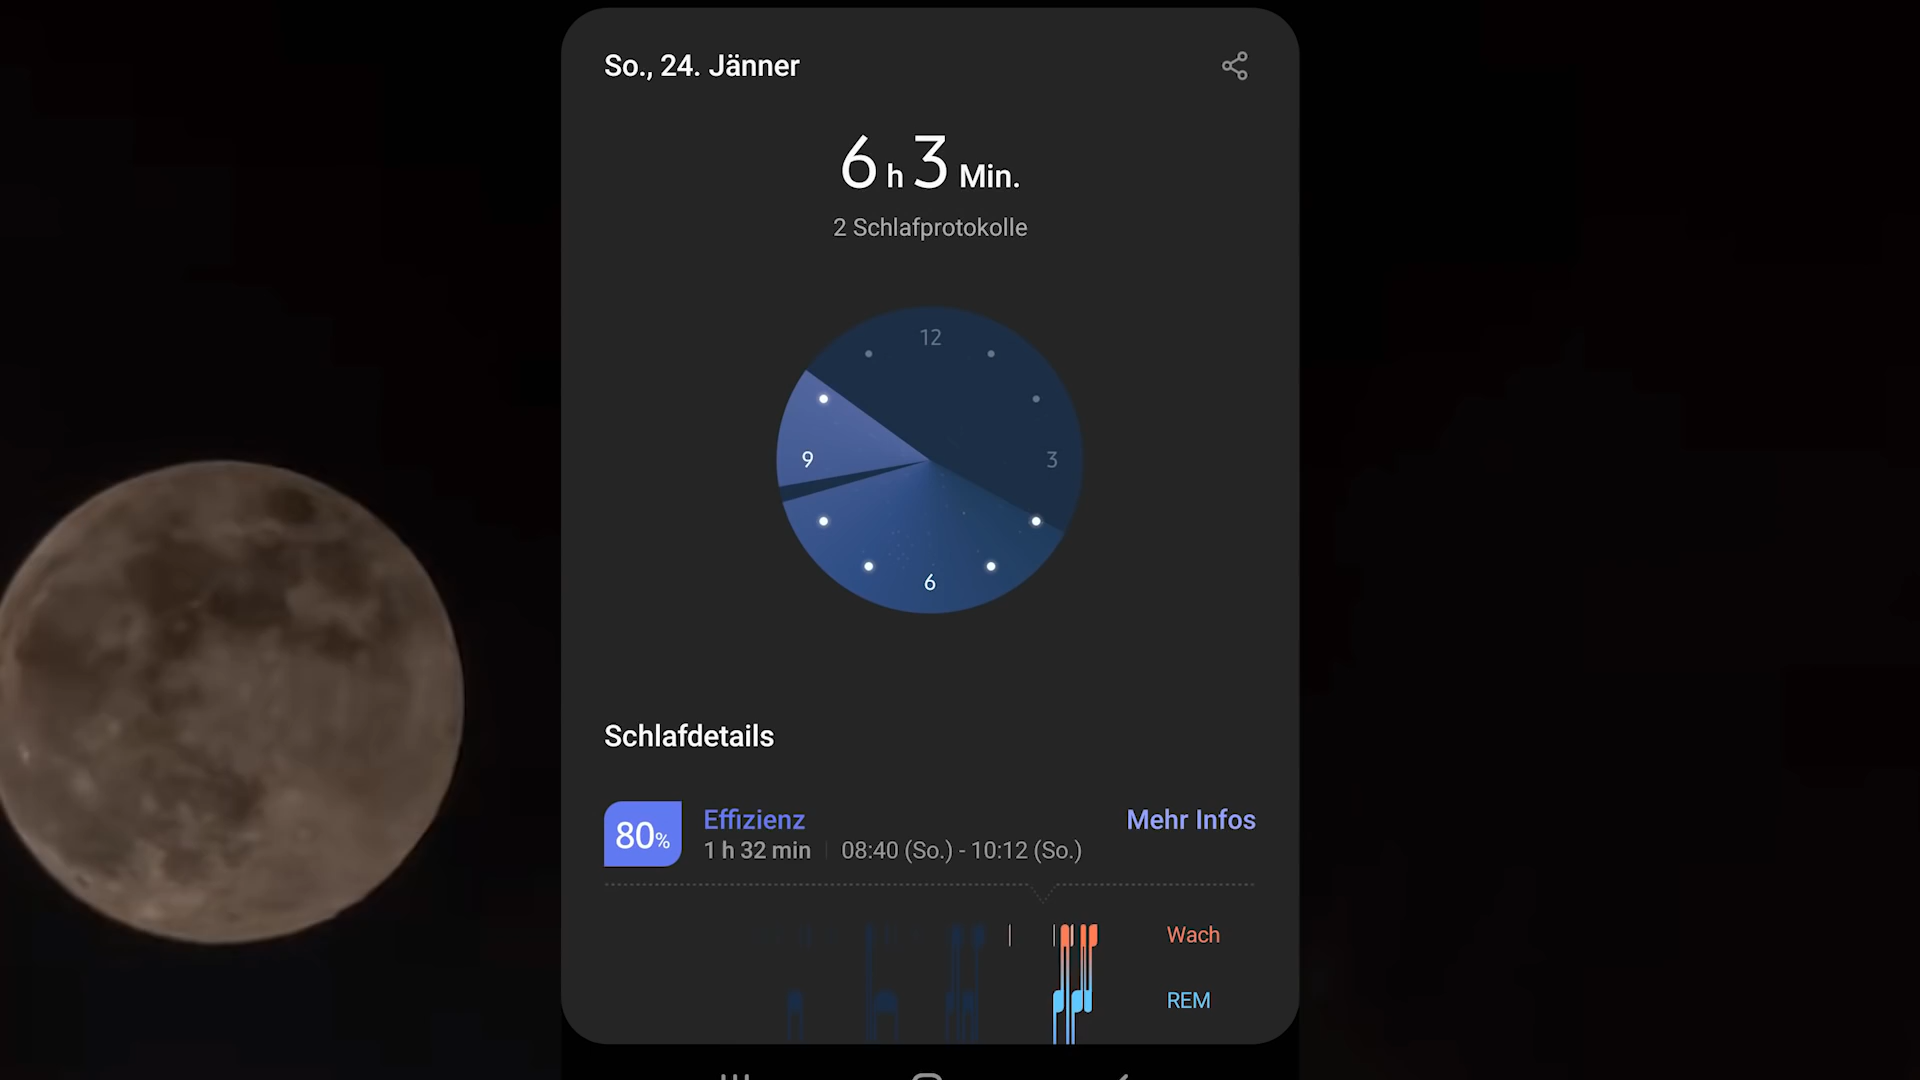 So., 24. Jänner
6 h 3 Min.
2 Schlafprotokolle
12
9
3
6
Schlafdetails
80%
Effizienz
Mehr Infos
1 h 32 min
08:40 (So.) - 10:12 (So.)
Wach
REM